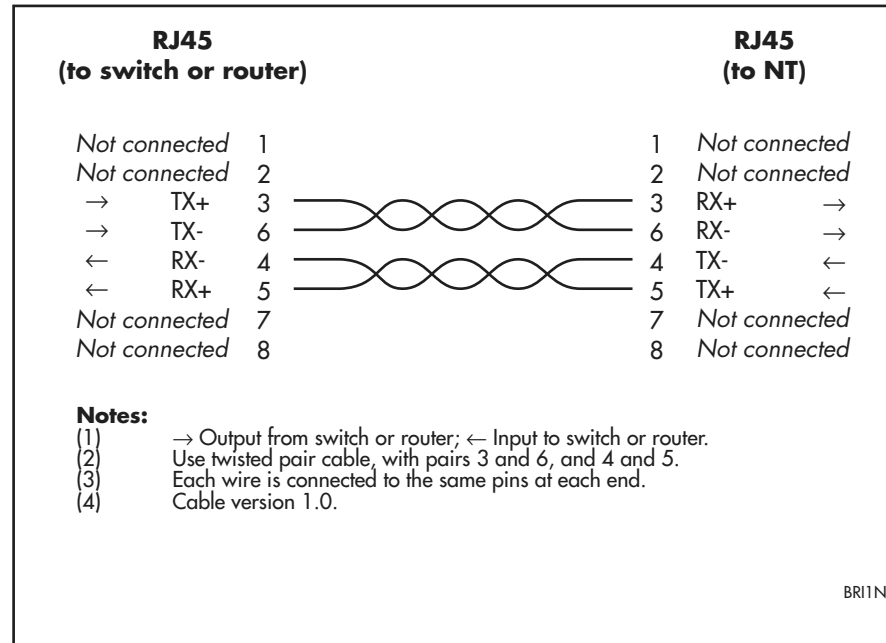 RJ45 RJ45
(to switch or router) (to NT)
Not connected 1 1 Not connected
Not connected 2 2 Not connected
→ TX+ 3 3 RX+ →
→ TX- 6 6 RX- →
← RX- 4 4 TX- ←
← RX+ 5 5 TX+ ←
Not connected 7 7 Not connected
Not connected 8 8 Not connected
Notes:
(1) → Output from switch or router; ← Input to switch or router.
(2) Use twisted pair cable, with pairs 3 and 6, and 4 and 5.
(3) Each wire is connected to the same pins at each end.
(4) Cable version 1.0.
BRI1N